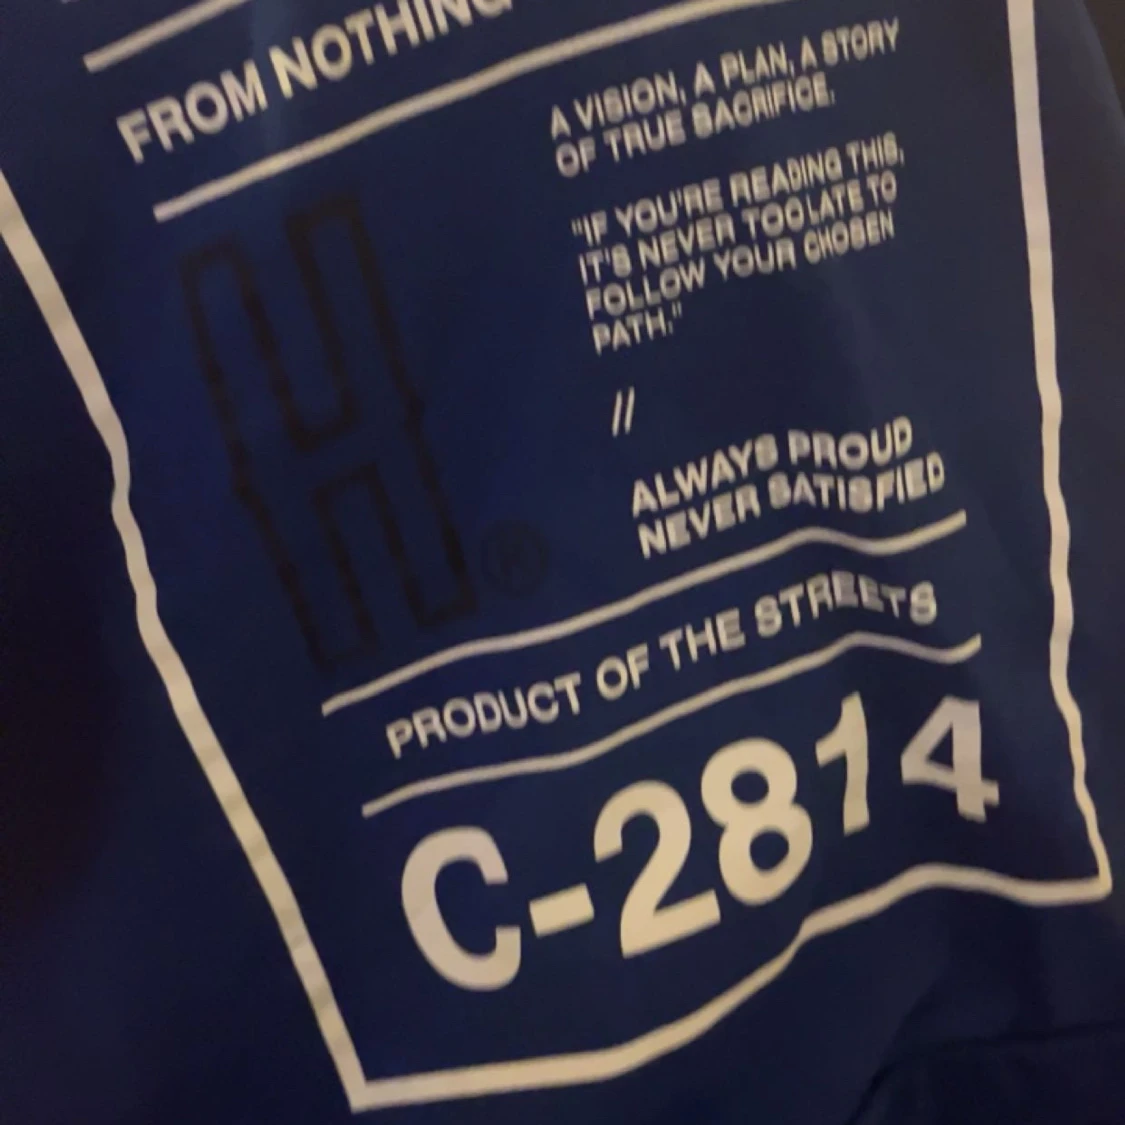 FROM NOTHING
A VISION, A PLAN, A STORY
OF TRUE SACRIFICE.
"IF YOU'RE READING THIS,
IT'S NEVER TOO LATE TO
FOLLOW YOUR CHOSEN
PATH."
//
ALWAYS PROUD
NEVER SATISFIED
H®
PRODUCT OF THE STREETS
C-2814